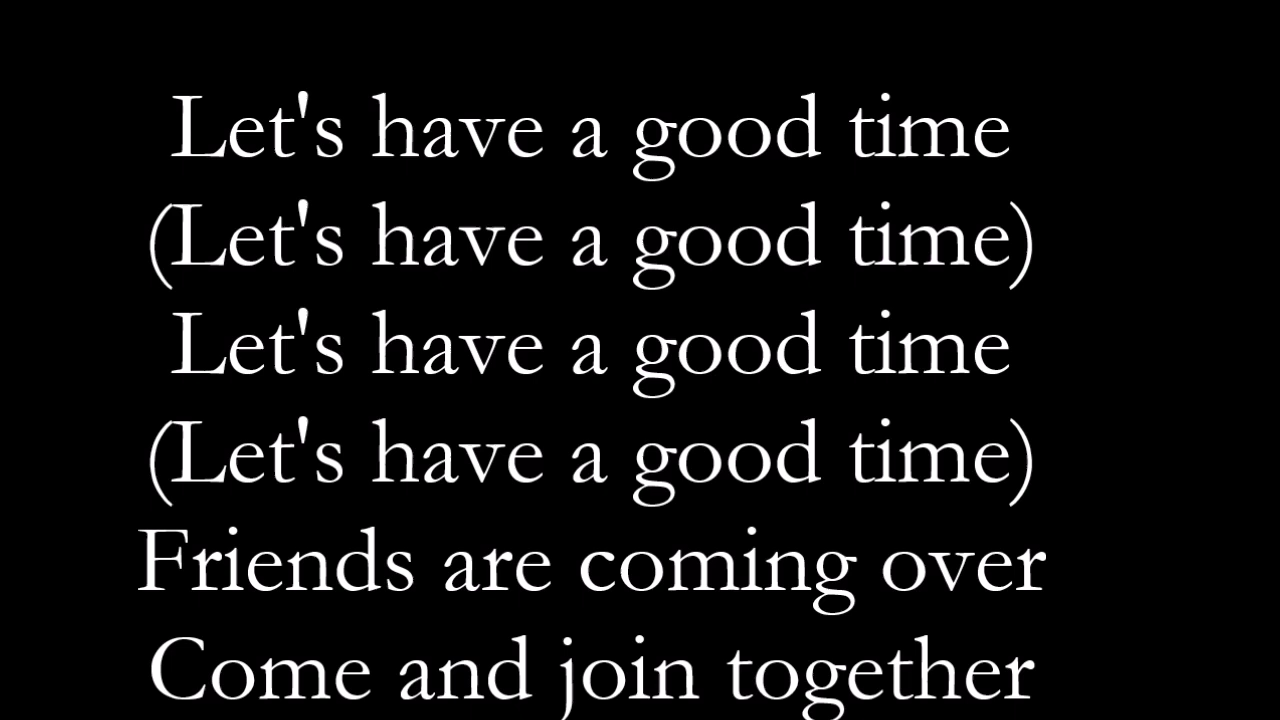 Let's have a good time
(Let's have a good time)
Let's have a good time
(Let's have a good time)
Friends are coming over
Come and join together